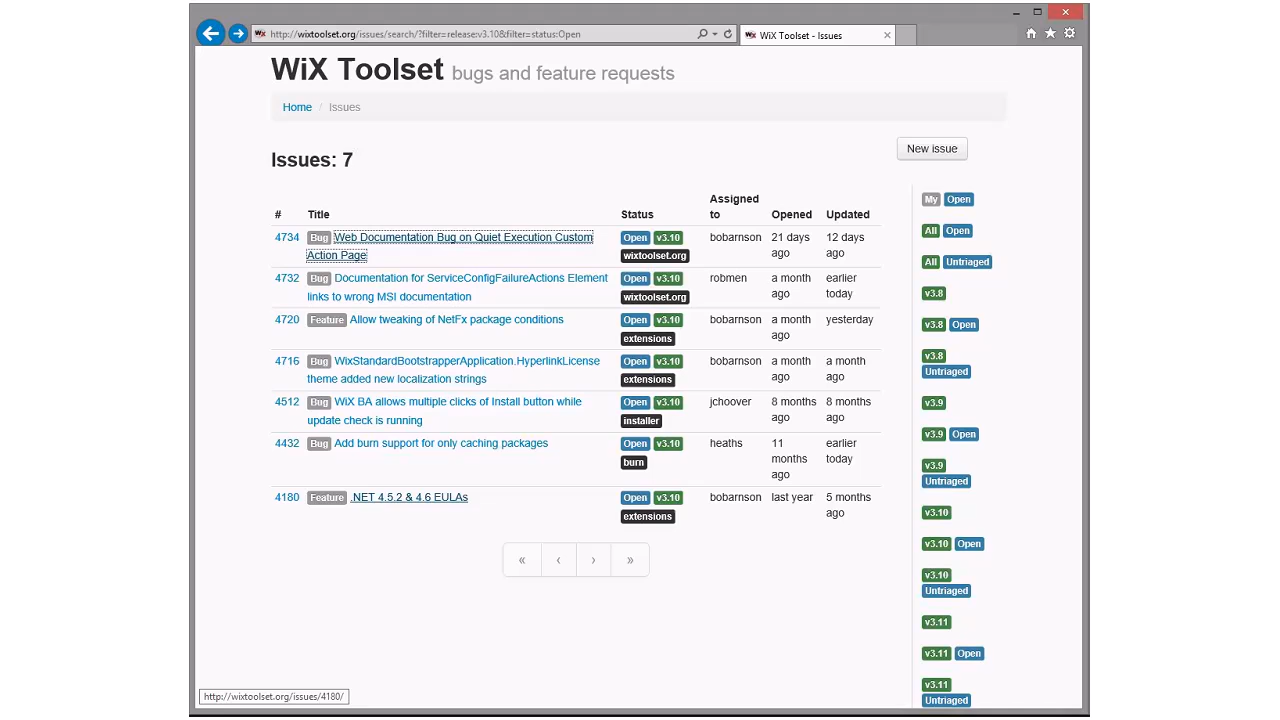 http://wixtoolset.org/issues/search/?filter=release:v3.10&filter=status:Open
WiX Toolset - Issues
WiX Toolset bugs and feature requests
Home / Issues
Issues: 7
New issue
# Title Status Assigned to Opened Updated
4734 Bug Web Documentation Bug on Quiet Execution Custom Open v3.10 bobarnson 21 days 12 days
Action Page wixtoolset.org ago ago
4732 Bug Documentation for ServiceConfigFailureActions Element Open v3.10 robmen a month earlier
links to wrong MSI documentation wixtoolset.org ago today
4720 Feature Allow tweaking of NetFx package conditions Open v3.10 bobarnson a month yesterday
extensions ago
4716 Bug WixStandardBootstrapperApplication.HyperlinkLicense Open v3.10 bobarnson a month a month
theme added new localization strings extensions ago ago
4512 Bug WiX BA allows multiple clicks of Install button while Open v3.10 jchoover 8 months 8 months
update check is running installer ago ago
4432 Bug Add burn support for only caching packages Open v3.10 heaths 11 earlier
burn months today
ago
4180 Feature .NET 4.5.2 & 4.6 EULAs Open v3.10 bobarnson last year 5 months
extensions ago
« ‹ › »
My Open
All Open
All Untriaged
v3.8
v3.8 Open
v3.8
Untriaged
v3.9
v3.9 Open
v3.9
Untriaged
v3.10
v3.10 Open
v3.10
Untriaged
v3.11
v3.11 Open
v3.11
Untriaged
http://wixtoolset.org/issues/4180/